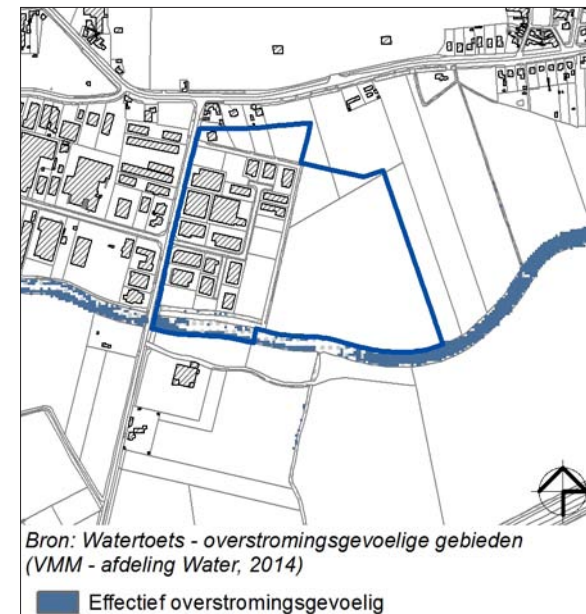 Bron: Watertoets - overstromingsgevoelige gebieden
(VMM - afdeling Water, 2014)
Effectief overstromingsgevoelig